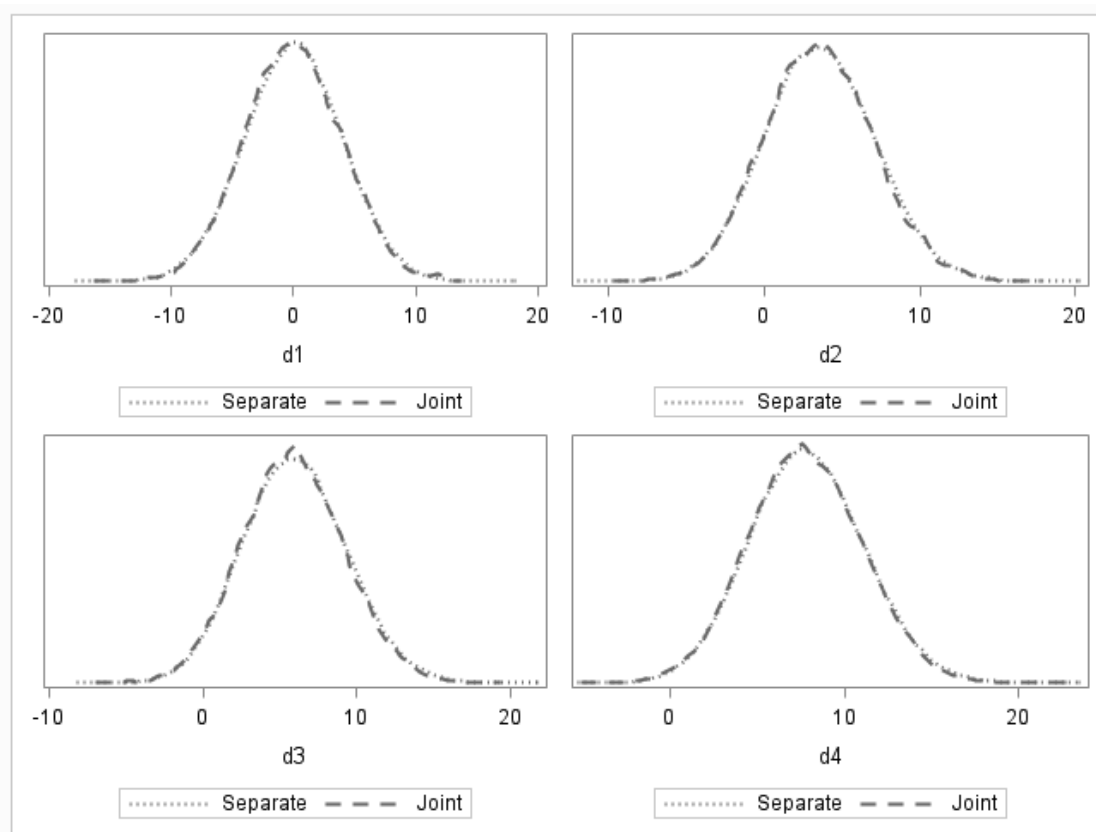 -20 -10 0 10 20
-10 0 10 20
d1
d2
Separate Joint
Separate Joint
-10 0 10 20
0 10 20
d3
d4
Separate Joint
Separate Joint